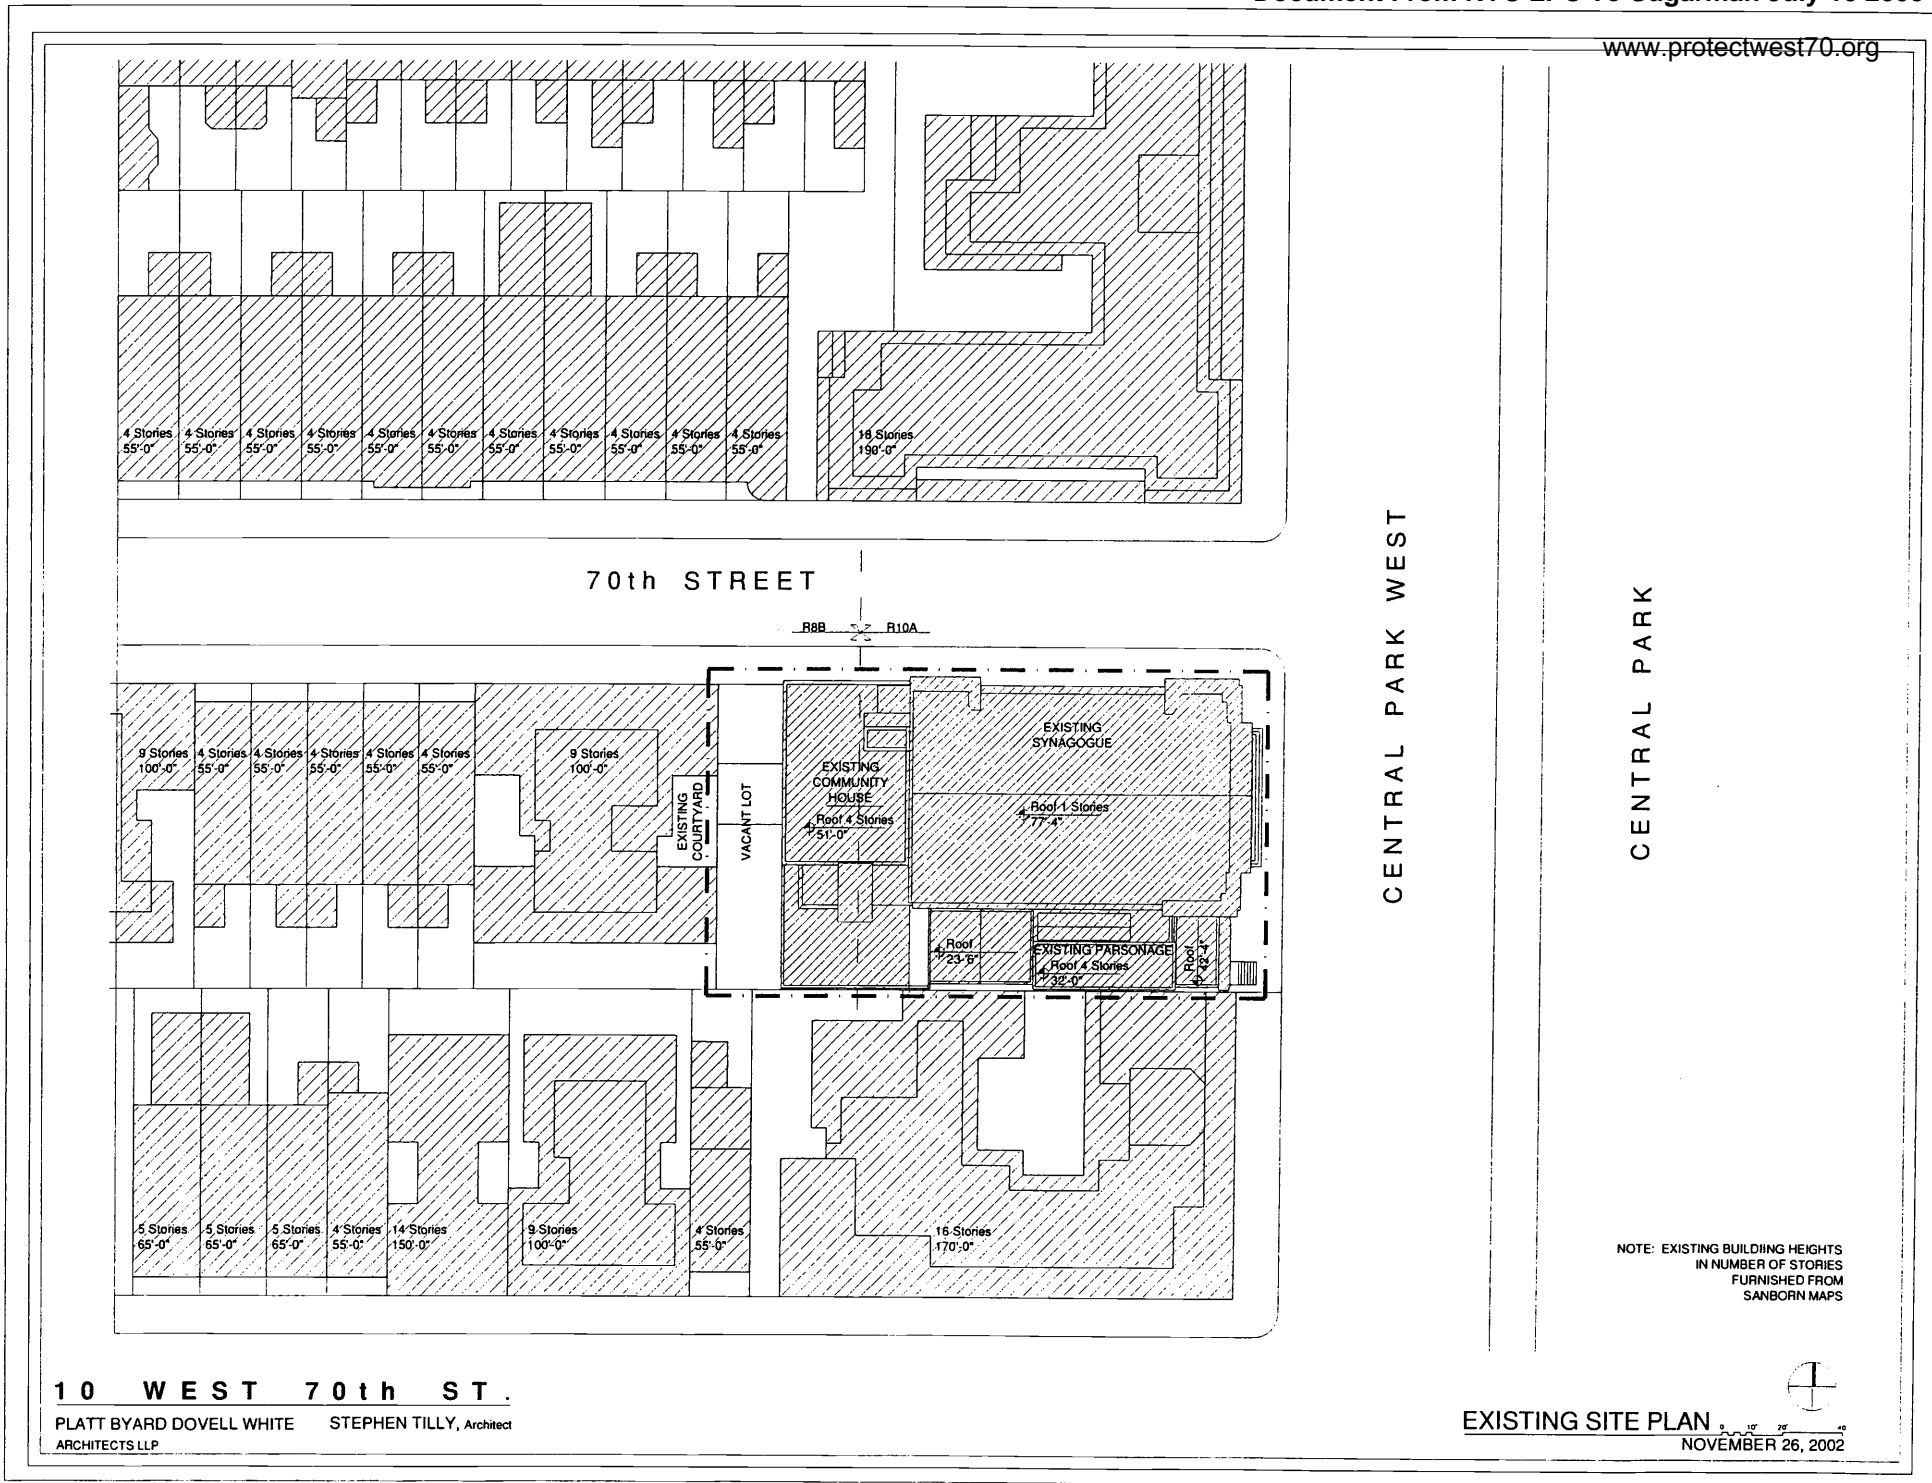 www.protectwest70.org
4 Stories 4 Stories 4 Stories 4 Stories 4 Stories 4 Stories 4 Stories 4 Stories 4 Stories 4 Stories 4 Stories
55'-0" 55'-0" 55'-0" 55'-0" 55'-0" 55'-0" 55'-0" 55'-0" 55'-0" 55'-0" 55'-0"
18 Stories
190'-0"
70th STREET
R8B R10A
CENTRAL PARK WEST
CENTRAL PARK
9 Stories 4 Stories 4 Stories 4 Stories 4 Stories 4 Stories
100'-0" 55'-0" 55'-0" 55'-0" 55'-0" 55'-0"
9 Stories
100'-0"
EXISTING
COURTYARD
VACANT LOT
EXISTING
COMMUNITY
HOUSE
Roof 4 Stories
51'-0"
EXISTING
SYNAGOGUE
Roof 1 Stories
77'-4"
Roof
23'-6"
EXISTING PARSONAGE
Roof 4 Stories
32'-0"
Roof
42'-4"
5 Stories 5 Stories 5 Stories 4 Stories 14 Stories
65'-0" 65'-0" 65'-0" 55'-0" 150'-0"
9 Stories
100'-0"
4 Stories
55'-0"
16 Stories
170'-0"
NOTE: EXISTING BUILDIING HEIGHTS
IN NUMBER OF STORIES
FURNISHED FROM
SANBORN MAPS
10 WEST 70th ST.
PLATT BYARD DOVELL WHITE STEPHEN TILLY, Architect
ARCHITECTS LLP
EXISTING SITE PLAN 0 10' 20' 40
NOVEMBER 26, 2002